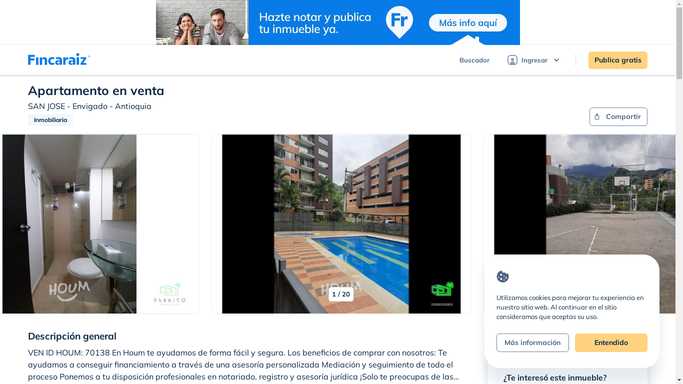 Hazte notar y publica
tu inmueble ya.
Fr
Más info aquí
Fincaraiz
Buscador
Ingresar
Publica gratis
Apartamento en venta
SAN JOSE - Envigado - Antioquia
Inmobiliaria
Compartir
HOUM
HOUM
1 / 20
Utilizamos cookies para mejorar tu experiencia en
nuestro sitio web. Al continuar en el sitio
consideramos que aceptas su uso.
Más información
Entendido
Descripción general
VEN ID HOUM: 70138 En Houm te ayudamos de forma fácil y segura. Los beneficios de comprar con nosotros: Te
ayudamos a conseguir financiamiento a través de una asesoría personalizada Mediación y seguimiento de todo el
proceso Ponemos a tu disposición profesionales en notariado, registro y asesoría jurídica ¡Solo te preocupas de las...
¿Te interesó este inmueble?